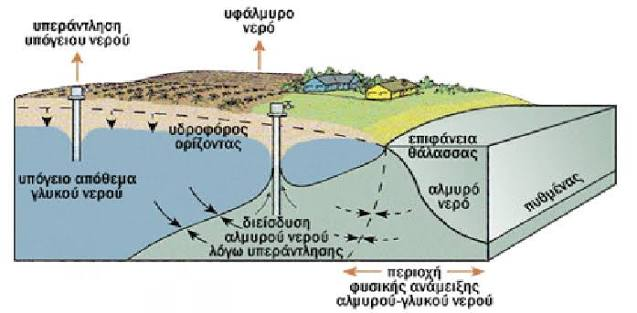 υπεράντληση
υπόγειου νερού
υφάλμυρο
νερό
υδροφόρος
ορίζοντας
επιφάνεια
θάλασσας
υπόγειο απόθεμα
γλυκού νερού
αλμυρό
νερό
πυθμένας
διείσδυση
αλμυρού νερού
λόγω υπεράντλησης
περιοχή
φυσικής ανάμειξης
αλμυρού-γλυκού νερού